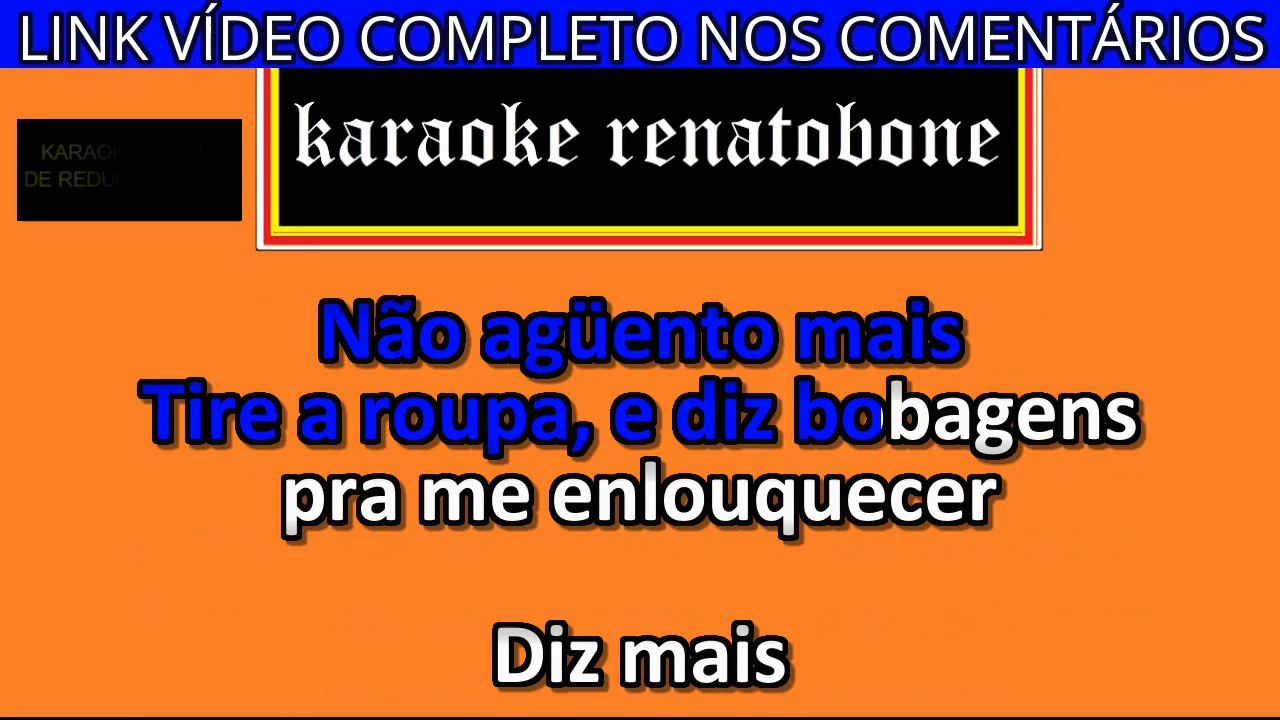 LINK VÍDEO COMPLETO NOS COMENTÁRIOS
karaoke renatobone
DE
Não agüento mais
Tire a roupa, e diz bobagens
pra me enlouquecer
Diz mais